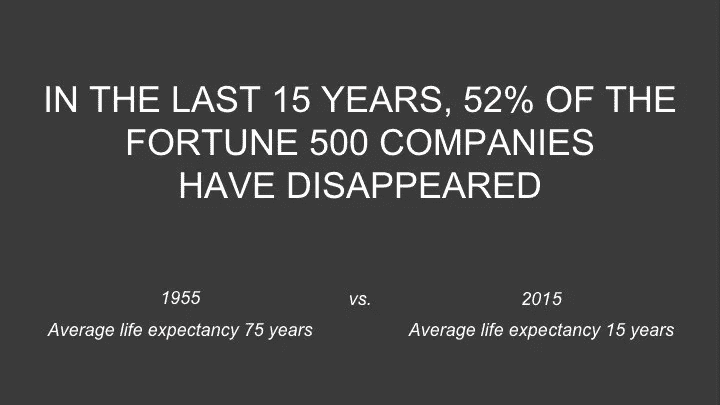 IN THE LAST 15 YEARS, 52% OF THE
FORTUNE 500 COMPANIES
HAVE DISAPPEARED
1955 vs. 2015
Average life expectancy 75 years Average life expectancy 15 years